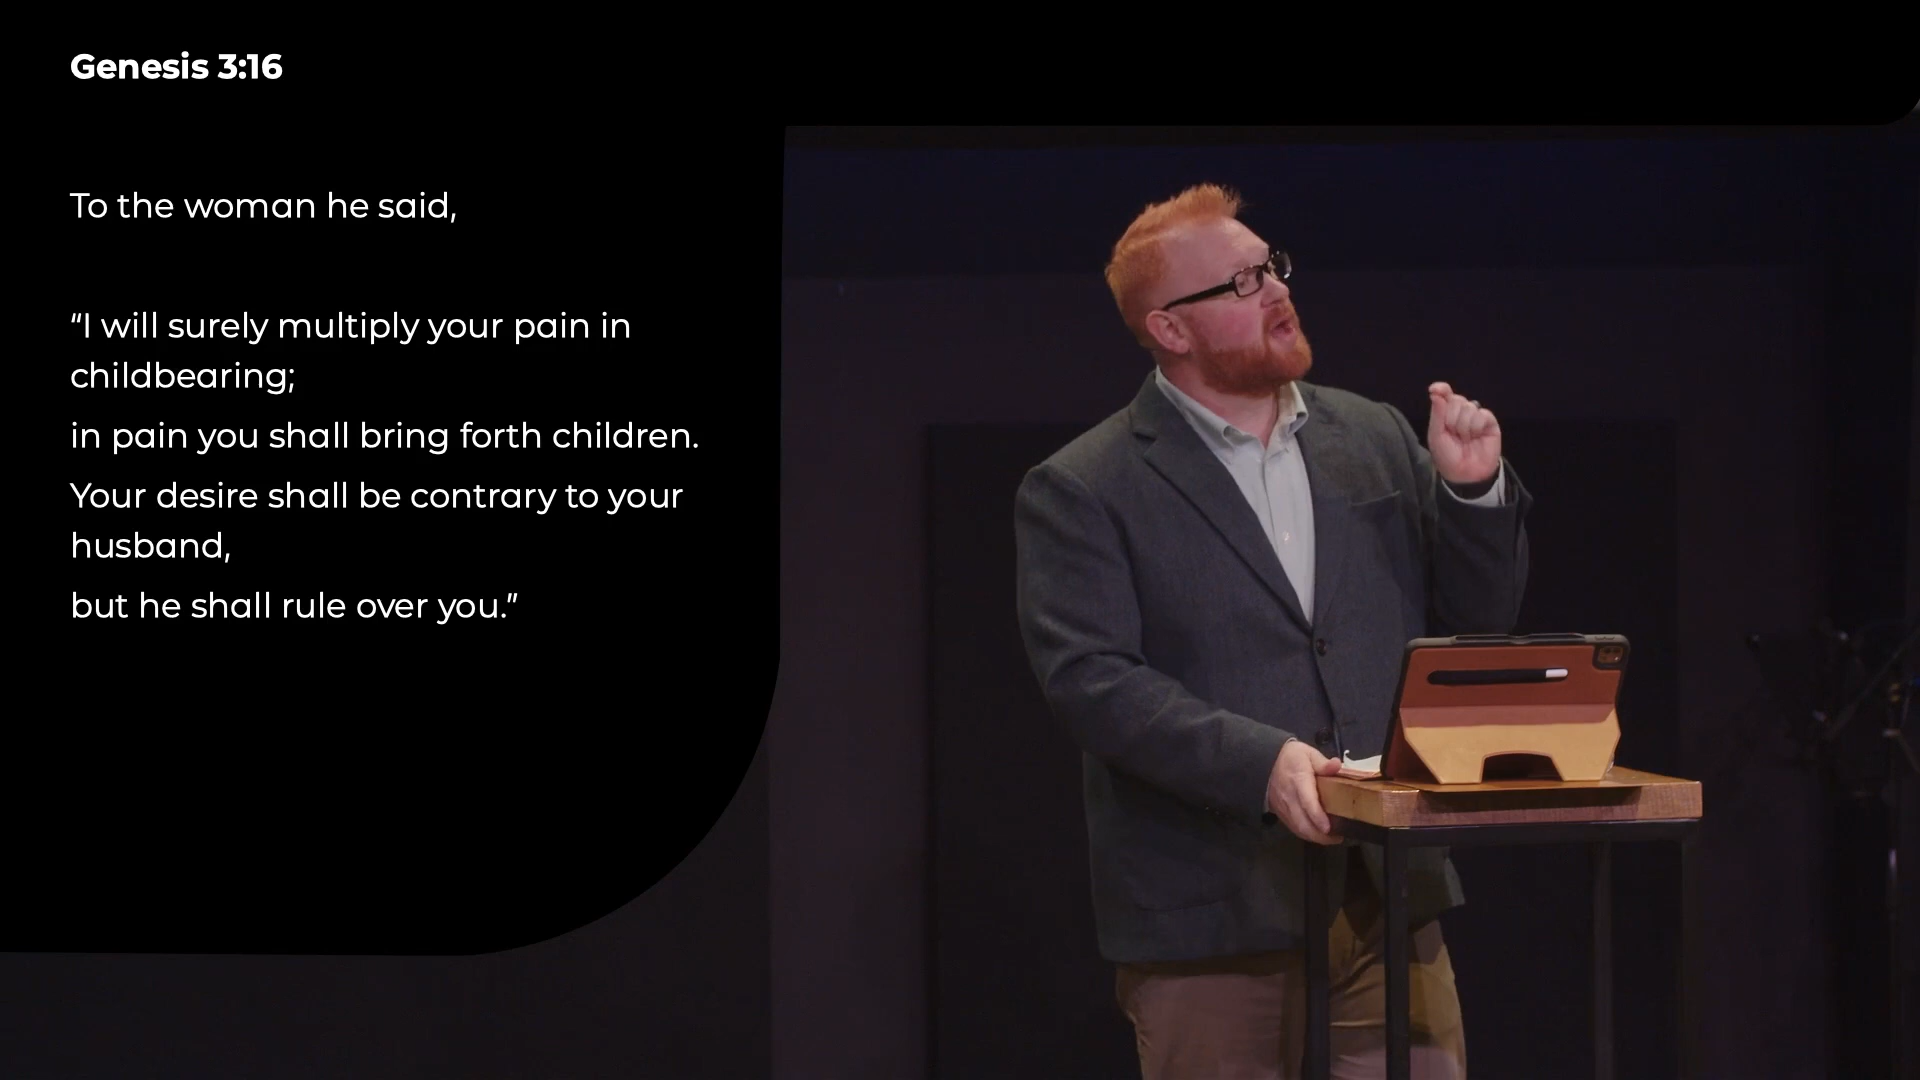 Genesis 3:16
To the woman he said,
“I will surely multiply your pain in
childbearing;
in pain you shall bring forth children.
Your desire shall be contrary to your
husband,
but he shall rule over you.”